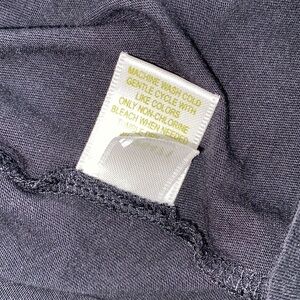 MACHINE WASH COLD
GENTLE CYCLE WITH
LIKE COLORS
ONLY NON-CHLORINE
BLEACH WHEN NEEDED